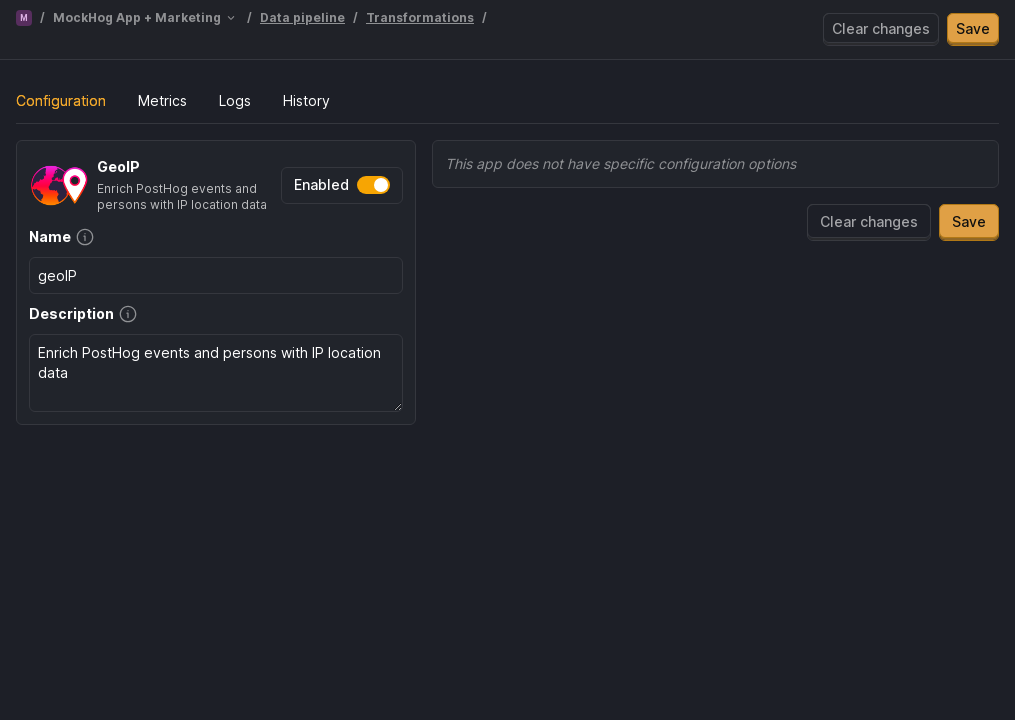 M / MockHog App + Marketing / Data pipeline / Transformations /
Clear changes Save
Configuration Metrics Logs History
GeoIP
Enrich PostHog events and
persons with IP location data
Enabled
This app does not have specific configuration options
Clear changes Save
Name
geoIP
Description
Enrich PostHog events and persons with IP location
data